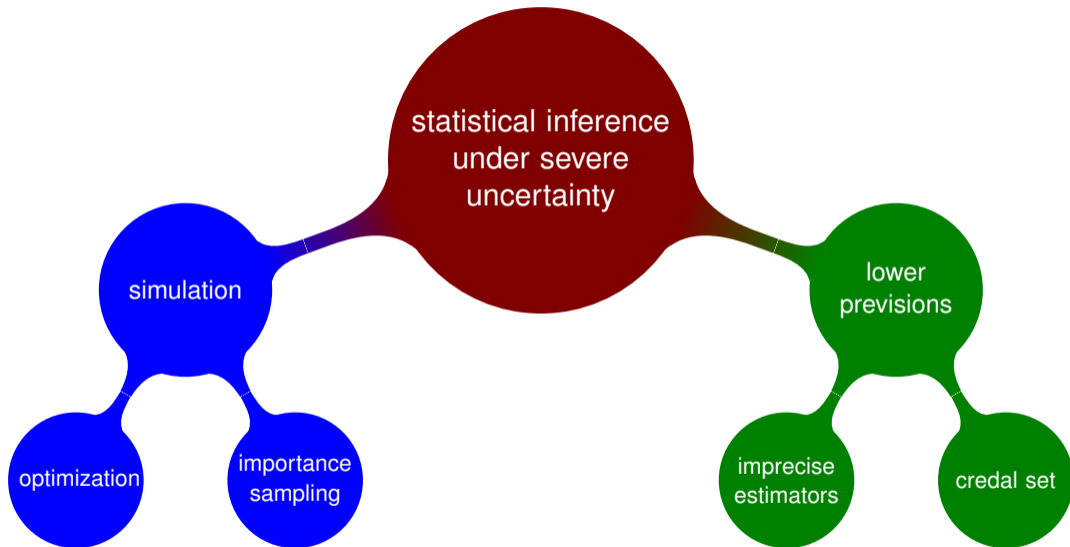 statistical inference
under severe
uncertainty
simulation
lower
previsions
optimization
importance
sampling
imprecise
estimators
credal set